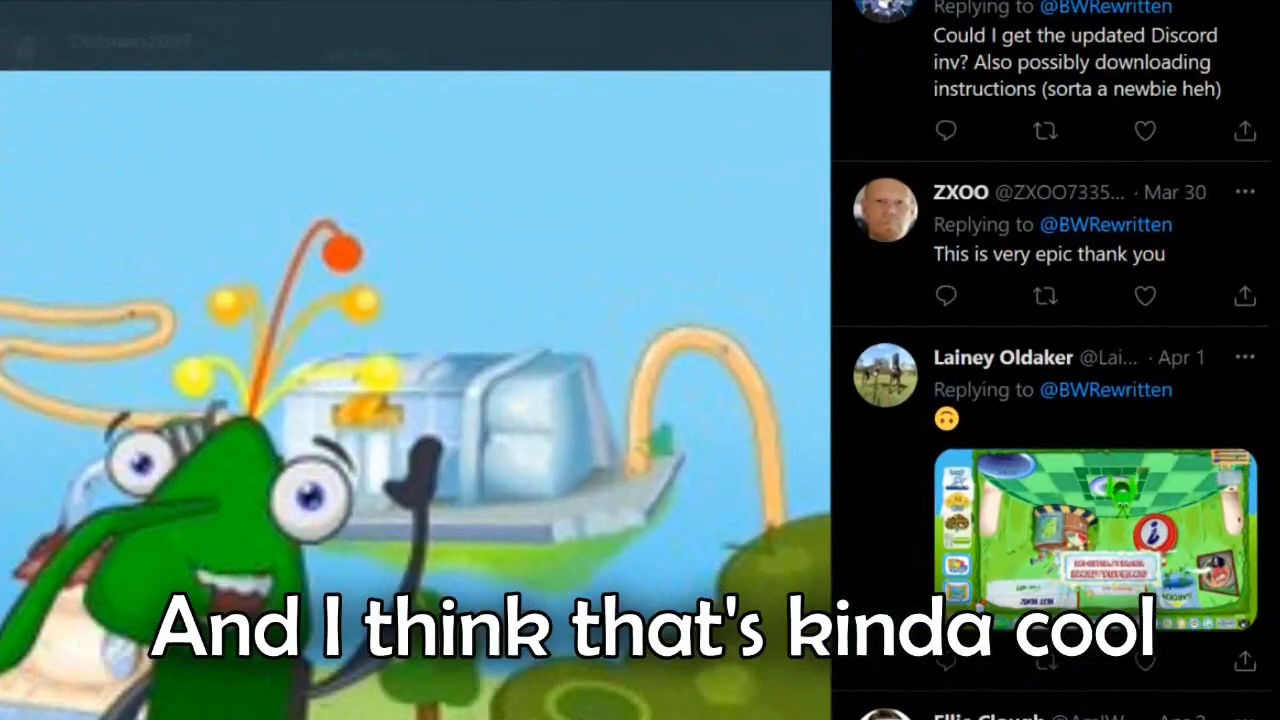 Replying to @BWRewritten
Could I get the updated Discord
inv? Also possibly downloading
instructions (sorta a newbie heh)
ZXOO @ZXOO7335... · Mar 30
Replying to @BWRewritten
This is very epic thank you
Lainey Oldaker @Lai... · Apr 1
Replying to @BWRewritten
And I think that's kinda cool